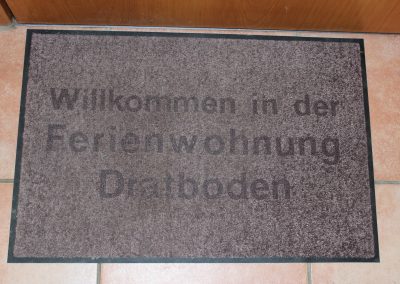 Willkommen in der
Ferienwohnung
Dratboden